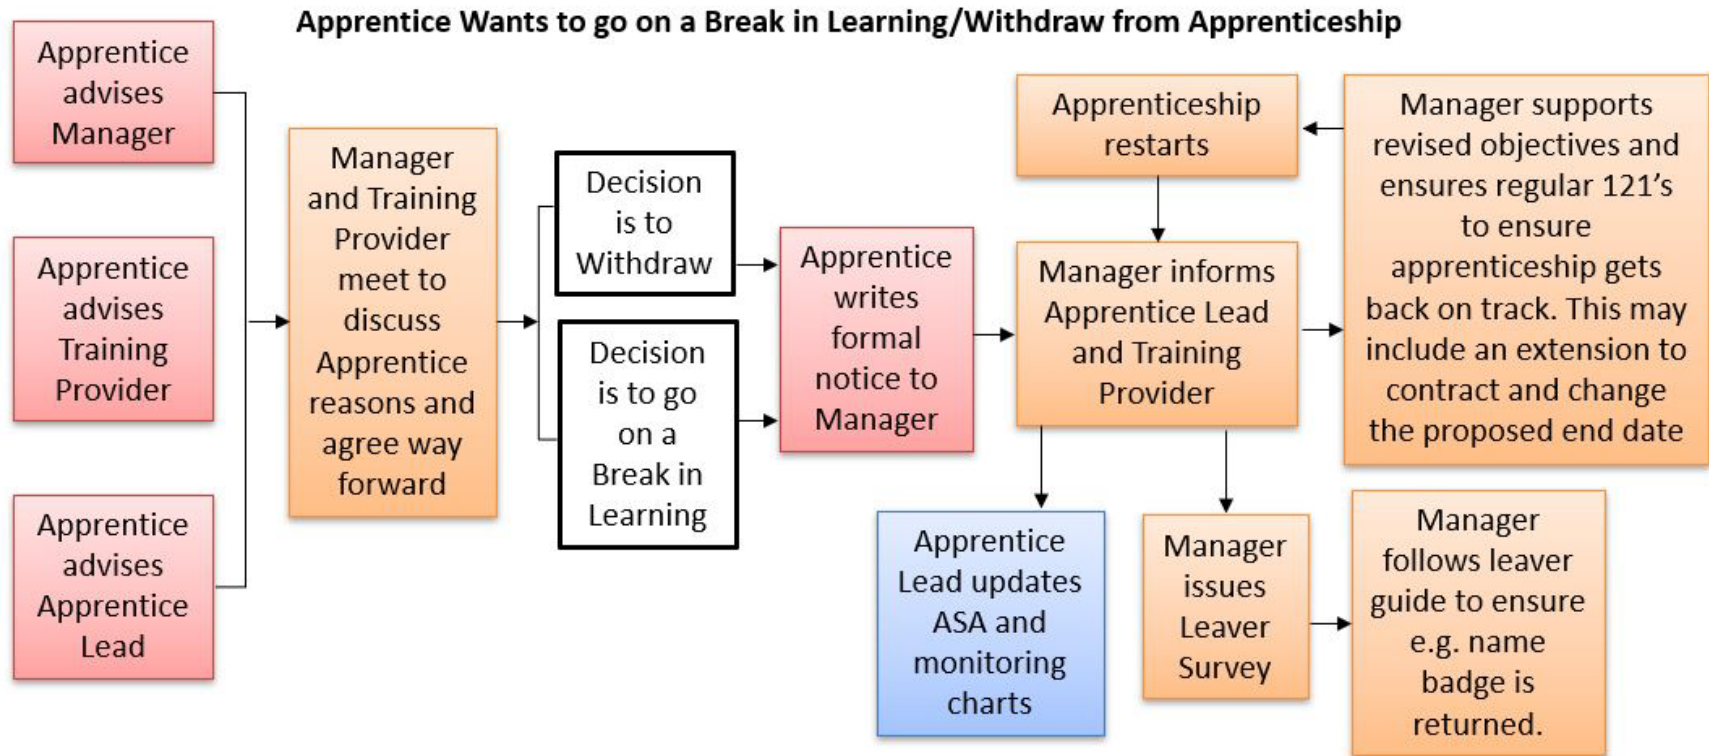 Apprentice Wants to go on a Break in Learning/Withdraw from Apprenticeship
Apprentice
advises
Manager
Apprentice
advises
Training
Provider
Apprentice
advises
Apprentice
Lead
Manager
and Training
Provider
meet to
discuss
Apprentice
reasons and
agree way
forward
Decision
is to
Withdraw
Decision
is to go
on a
Break in
Learning
Apprentice
writes
formal
notice to
Manager
Apprenticeship
restarts
Manager informs
Apprentice Lead
and Training
Provider
Manager supports
revised objectives and
ensures regular 121’s
to ensure
apprenticeship gets
back on track. This may
include an extension to
contract and change
the proposed end date
Apprentice
Lead updates
ASA and
monitoring
charts
Manager
issues
Leaver
Survey
Manager
follows leaver
guide to ensure
e.g. name
badge is
returned.